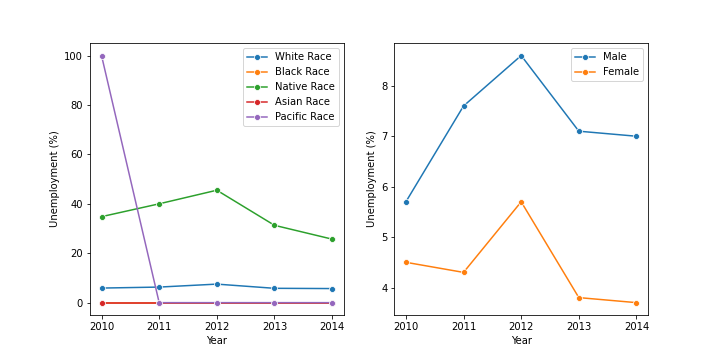 100
80
60
40
20
0
Unemployment (%)
2010 2011 2012 2013 2014
Year
White Race
Black Race
Native Race
Asian Race
Pacific Race
8
7
6
5
4
Unemployment (%)
2010 2011 2012 2013 2014
Year
Male
Female